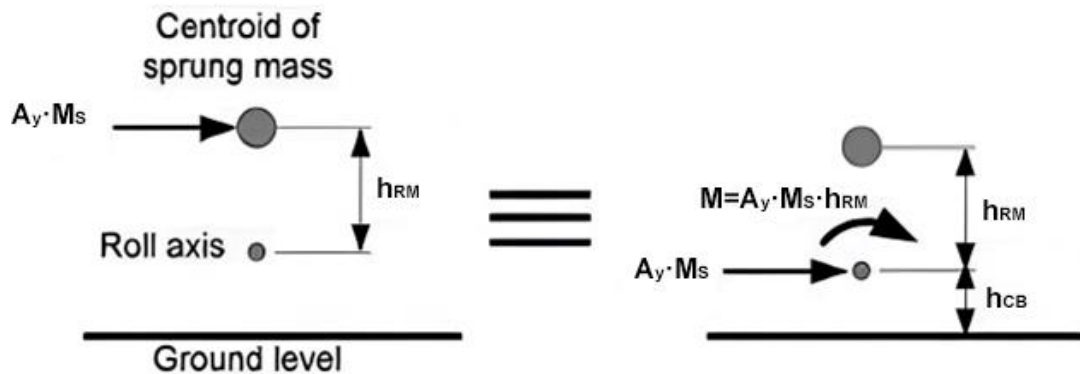 Centroid of
sprung mass
Ay·Ms
hRM
Roll axis
Ground level
M=Ay·Ms·hRM
hRM
Ay·Ms
hCB